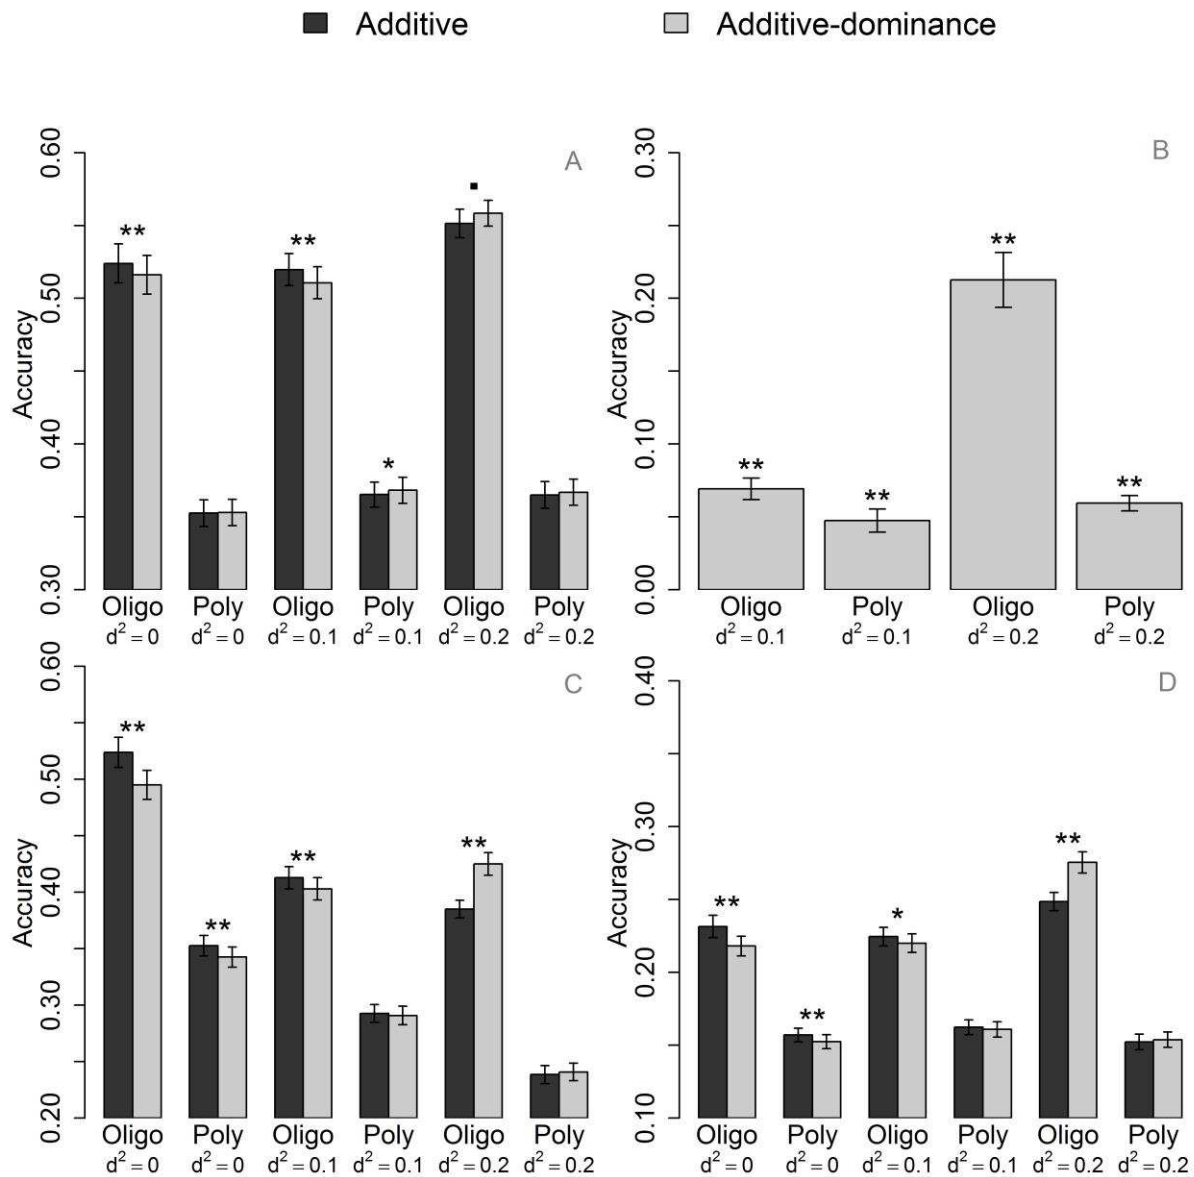 Additive Additive-dominance
A
0.60
0.50
0.40
0.30
Accuracy
** ** * ▪
Oligo Poly Oligo Poly Oligo Poly
d² = 0 d² = 0 d² = 0.1 d² = 0.1 d² = 0.2 d² = 0.2
B
0.30
0.20
0.10
0.00
Accuracy
** ** ** **
Oligo Poly Oligo Poly
d² = 0.1 d² = 0.1 d² = 0.2 d² = 0.2
C
0.60
0.50
0.40
0.30
0.20
Accuracy
** ** ** **
Oligo Poly Oligo Poly Oligo Poly
d² = 0 d² = 0 d² = 0.1 d² = 0.1 d² = 0.2 d² = 0.2
D
0.40
0.30
0.20
0.10
Accuracy
** ** * **
Oligo Poly Oligo Poly Oligo Poly
d² = 0 d² = 0 d² = 0.1 d² = 0.1 d² = 0.2 d² = 0.2